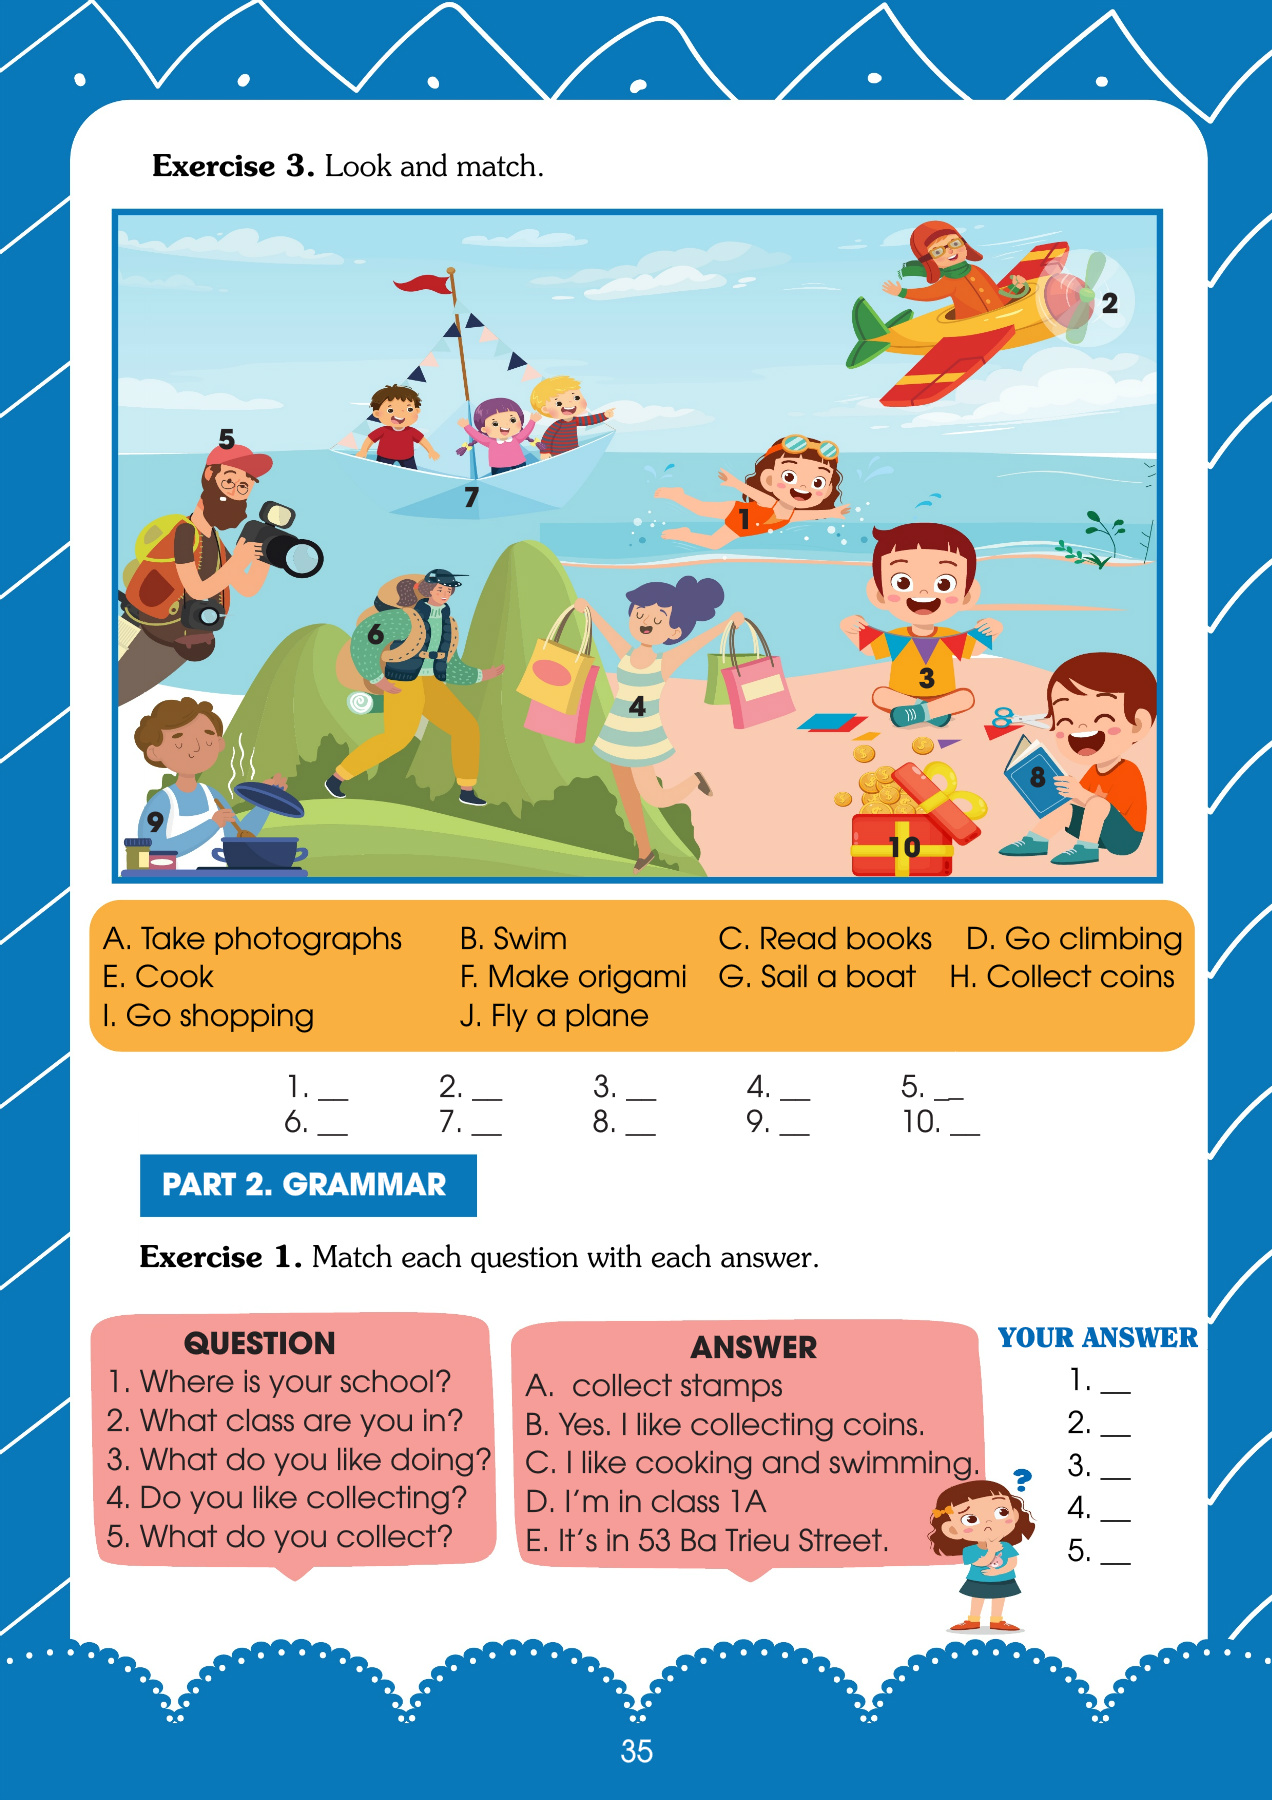 Exercise 3. Look and match.
2
5
7
1
6
3
4
8
9
10
A. Take photographs B. Swim C. Read books D. Go climbing
E. Cook F. Make origami G. Sail a boat H. Collect coins
I. Go shopping J. Fly a plane
1. __ 2. __ 3. __ 4. __ 5. __
6. __ 7. __ 8. __ 9. __ 10. __
PART 2. GRAMMAR
Exercise 1. Match each question with each answer.
QUESTION
1. Where is your school?
2. What class are you in?
3. What do you like doing?
4. Do you like collecting?
5. What do you collect?
ANSWER
A. collect stamps
B. Yes. I like collecting coins.
C. I like cooking and swimming.
D. I'm in class 1A
E. It's in 53 Ba Trieu Street.
YOUR ANSWER
1. __
2. __
3. __
4. __
5. __
?
35